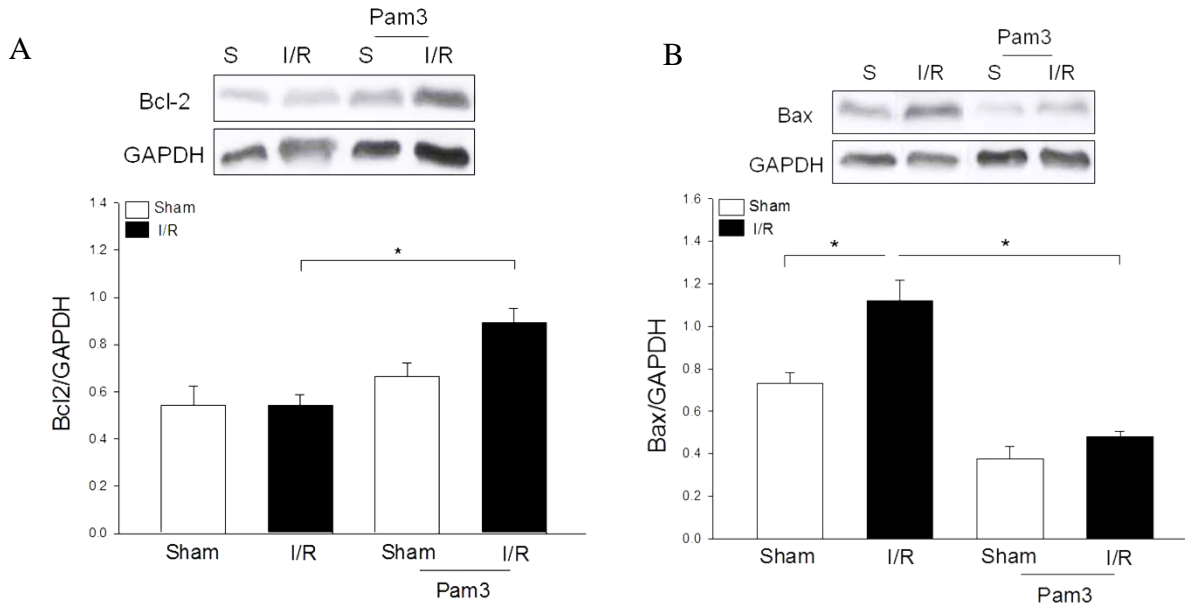 A
Pam3
S I/R S I/R
Bcl-2
GAPDH
1.4
1.2
1.0
0.8
0.6
0.4
0.2
0.0
Bcl2/GAPDH
Sham
I/R
*
Sham I/R Sham I/R
Pam3
B
Pam3
S I/R S I/R
Bax
GAPDH
1.6
1.4
1.2
1.0
0.8
0.6
0.4
0.2
0.0
Bax/GAPDH
Sham
I/R
* *
Sham I/R Sham I/R
Pam3